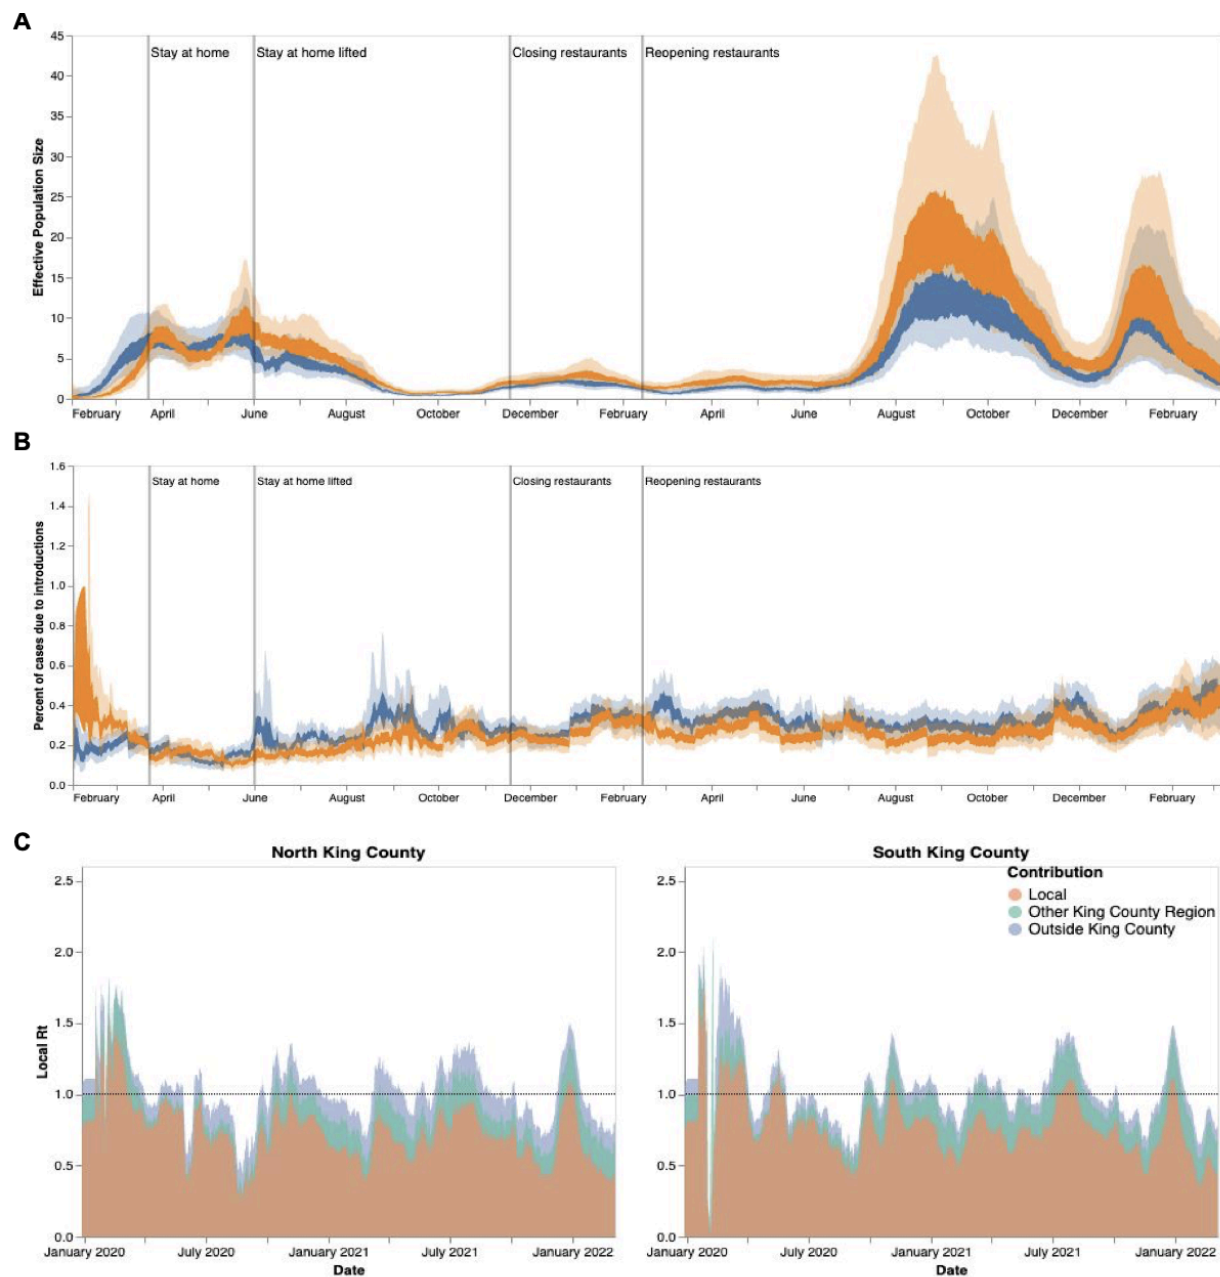 A
Effective Population Size
45
40
35
30
25
20
15
10
5
0
Stay at home
Stay at home lifted
Closing restaurants
Reopening restaurants
February April June August October December February April June August October December February
B
Percent of cases due to introductions
1.6
1.4
1.2
1.0
0.8
0.6
0.4
0.2
0.0
Stay at home
Stay at home lifted
Closing restaurants
Reopening restaurants
February April June August October December February April June August October December February
C
North King County
Local Rt
2.5
2.0
1.5
1.0
0.5
0.0
January 2020 July 2020 January 2021 July 2021 January 2022
Date
South King County
Contribution
Local
Other King County Region
Outside King County
2.5
2.0
1.5
1.0
0.5
0.0
January 2020 July 2020 January 2021 July 2021 January 2022
Date